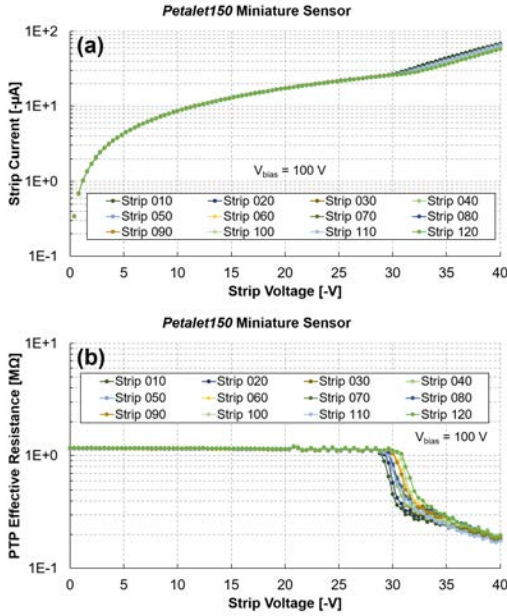 Petalet150 Miniature Sensor
(a)
1E+2
1E+1
1E+0
1E-1
Strip Current [-µA]
V_bias = 100 V
Strip 010 Strip 020 Strip 030 Strip 040
Strip 050 Strip 060 Strip 070 Strip 080
Strip 090 Strip 100 Strip 110 Strip 120
0 5 10 15 20 25 30 35 40
Strip Voltage [-V]
Petalet150 Miniature Sensor
(b)
1E+1
1E+0
1E-1
PTP Effective Resistance [MΩ]
Strip 010 Strip 020 Strip 030 Strip 040
Strip 050 Strip 060 Strip 070 Strip 080
Strip 090 Strip 100 Strip 110 Strip 120
V_bias = 100 V
0 5 10 15 20 25 30 35 40
Strip Voltage [-V]